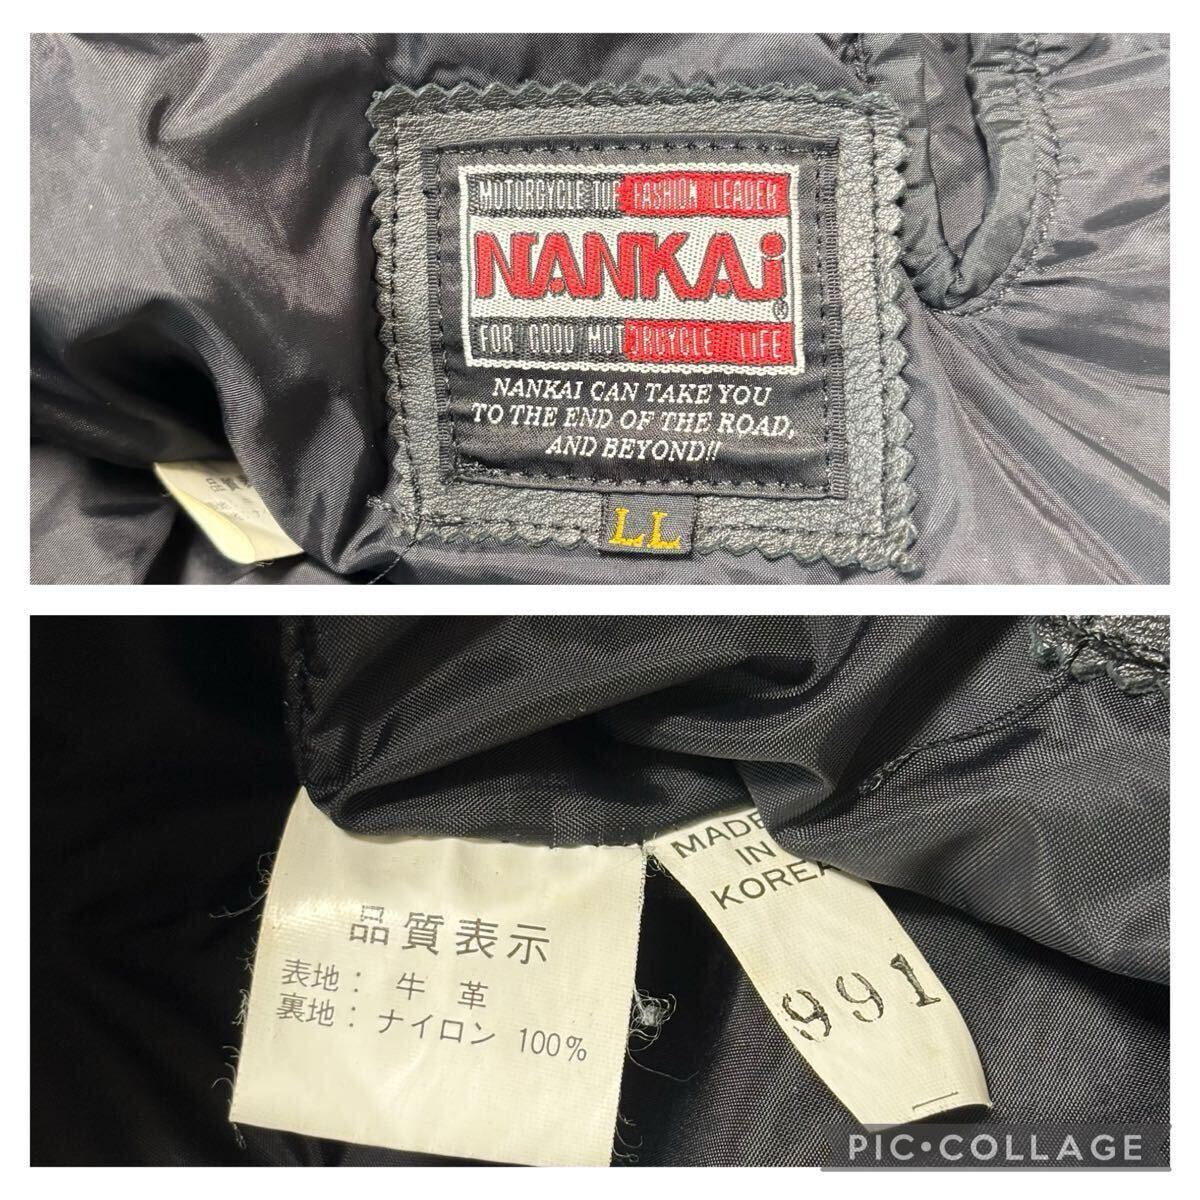 MOTORCYCLE TOP FASHION LEADER
NANKAi®
FOR GOOD MOTORCYCLE LIFE
NANKAI CAN TAKE YOU
TO THE END OF THE ROAD,
AND BEYOND!!
LL
品質表示
表地： 牛 革
裏地： ナイロン 100%
MADE
IN
KOREA
991
PIC•COLLAGE